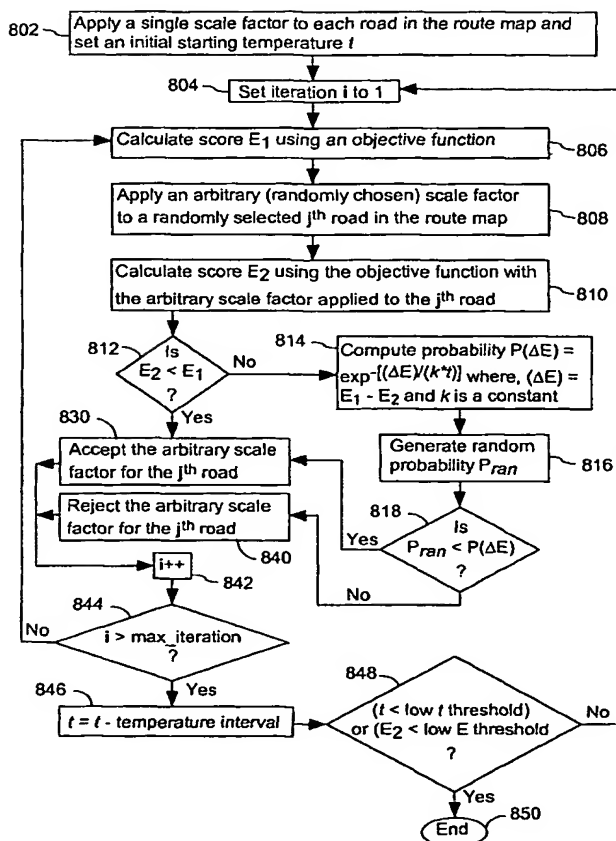 802
Apply a single scale factor to each road in the route map and
set an initial starting temperature t
804
Set iteration i to 1
Calculate score E1 using an objective function
806
Apply an arbitrary (randomly chosen) scale factor
to a randomly selected jth road in the route map
808
Calculate score E2 using the objective function with
the arbitrary scale factor applied to the jth road
810
812
Is
E2 < E1
?
No
Yes
814
Compute probability P(ΔE) =
exp-[(ΔE)/(k*t)] where, (ΔE) =
E1 - E2 and k is a constant
Generate random
probability Pran
816
818
Is
Pran < P(ΔE)
?
Yes
No
830
Accept the arbitrary scale
factor for the jth road
Reject the arbitrary scale
factor for the jth road
840
i++
842
844
i > max_iteration
?
No
Yes
846
t = t - temperature interval
848
(t < low t threshold)
or (E2 < low E threshold
?
No
Yes
End
850